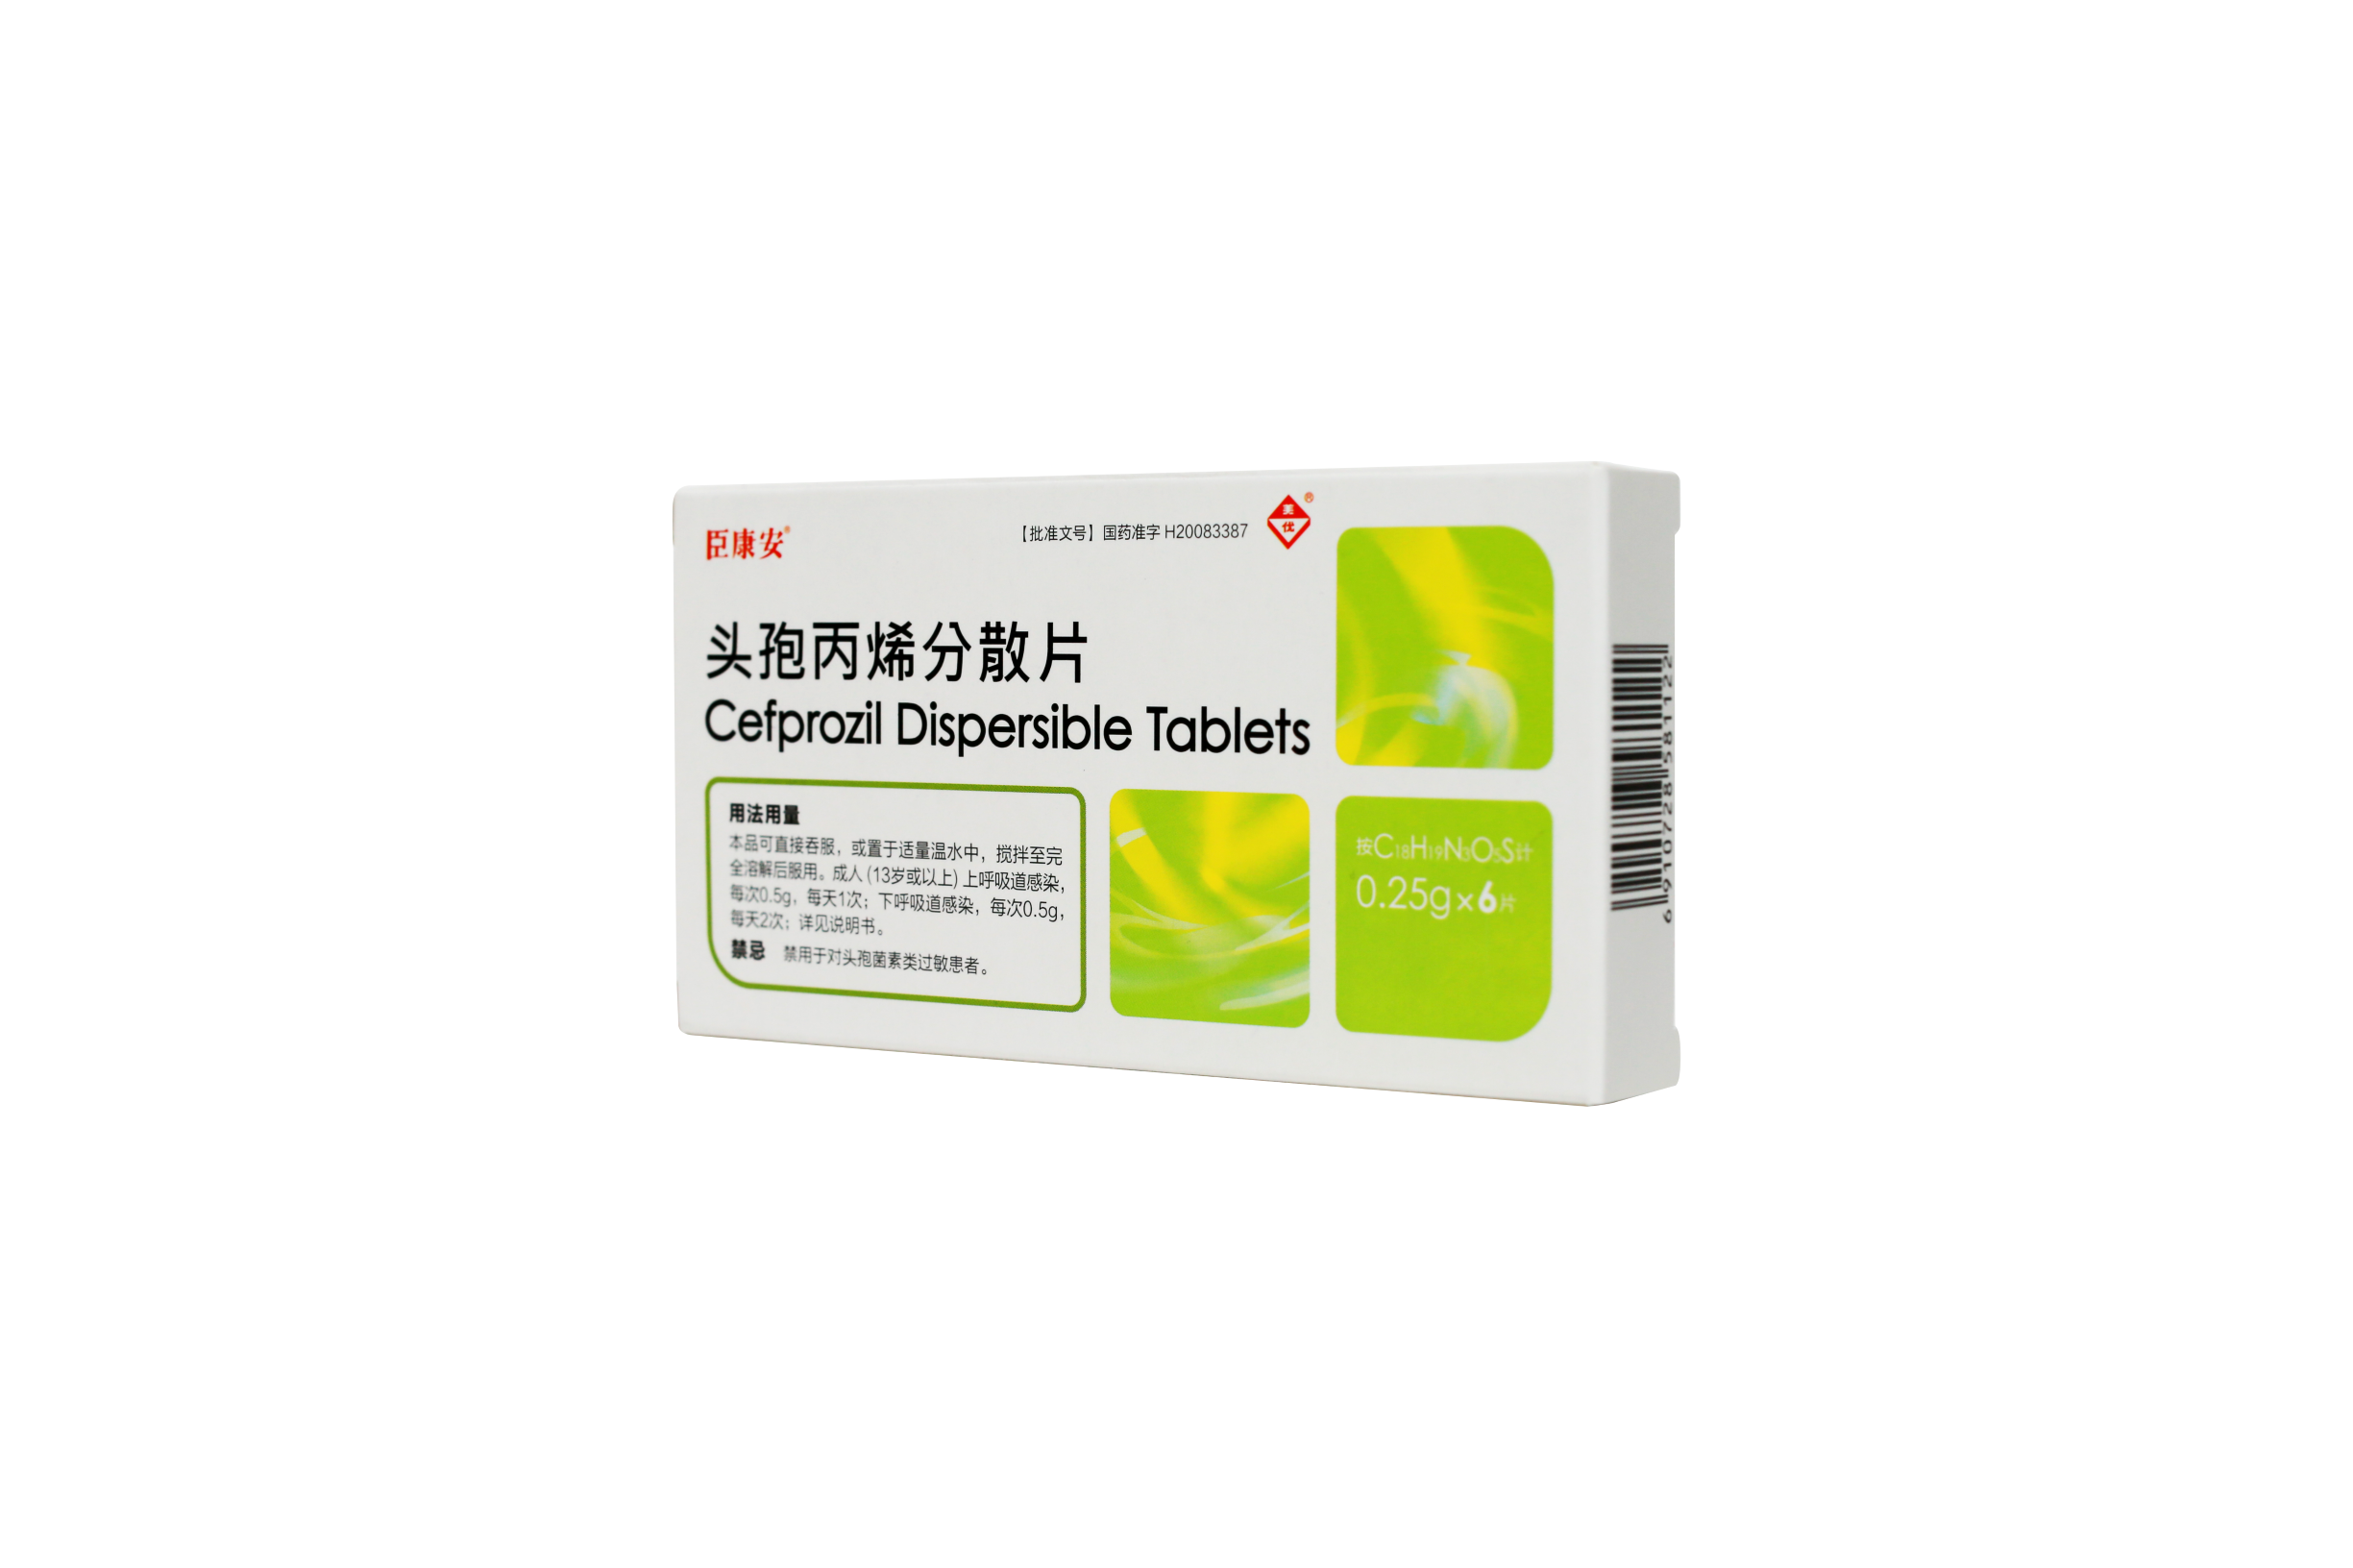 臣康安®
【批准文号】国药准字 H20083387
美
优
®
头孢丙烯分散片
Cefprozil Dispersible Tablets
用法用量
本品可直接吞服，或置于适量温水中，搅拌至完
全溶解后服用。成人 (13岁或以上) 上呼吸道感染，
每次0.5g，每天1次；下呼吸道感染，每次0.5g，
每天2次；详见说明书。
禁忌 禁用于对头孢菌素类过敏患者。
按C₁₈H₁₉N₃O₅S计
0.25g×6片
6 910728 581122